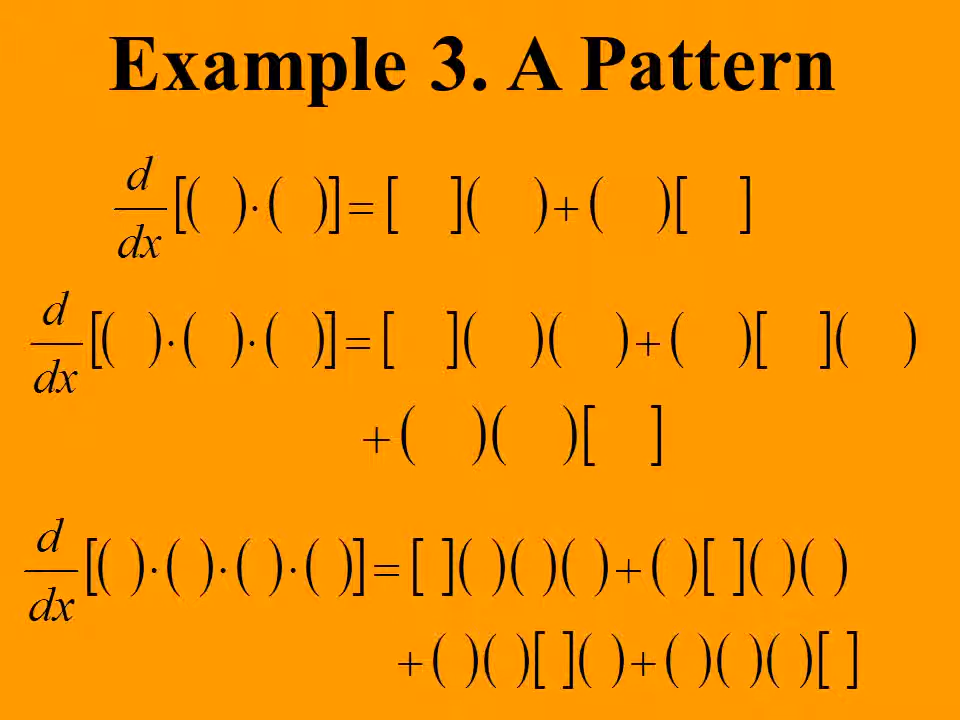 Example 3. A Pattern
d/dx [( )·( )] = [ ]( ) + ( )[ ]
d/dx [( )·( )·( )] = [ ]( )( ) + ( )[ ]( )
+ ( )( )[ ]
d/dx [( )·( )·( )·( )] = [ ]( )( )( ) + ( )[ ]( )( )
+ ( )( )[ ]( ) + ( )( )( )[ ]